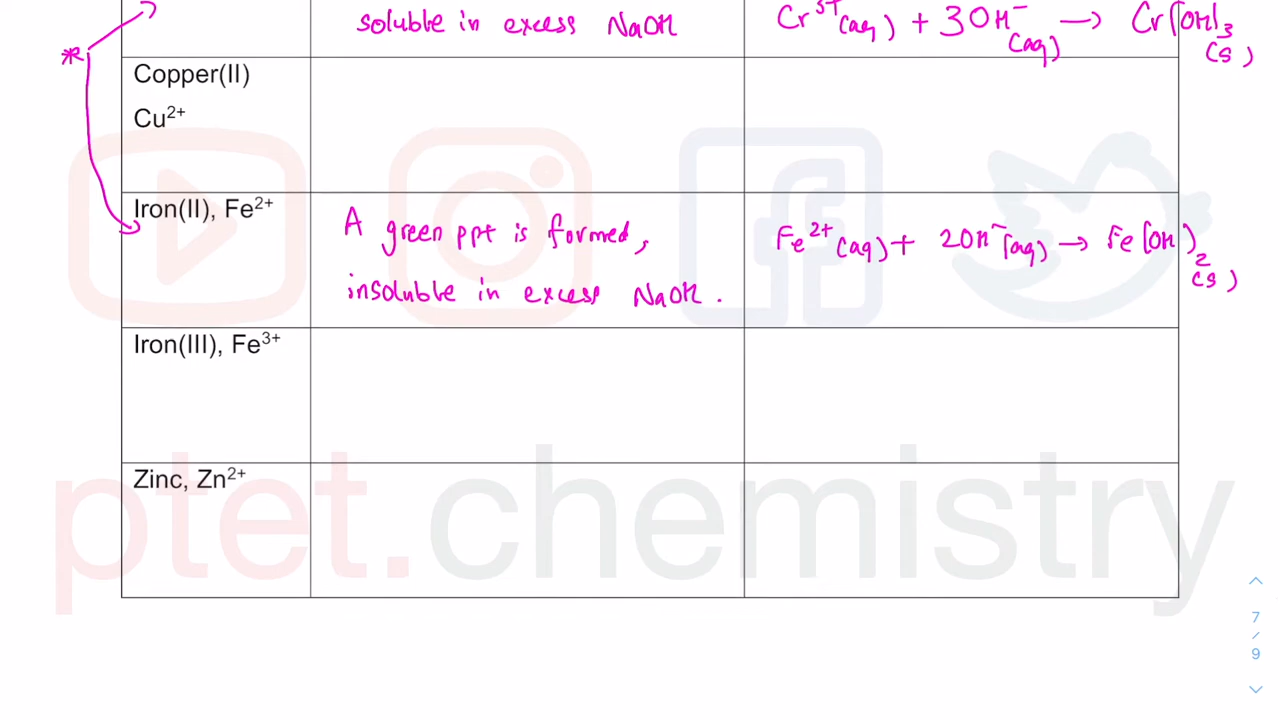 soluble in excess NaOH
Cr³⁺(aq) + 3OH⁻(aq) → Cr(OH)₃(s)
*
Copper(II)
Cu²⁺
Iron(II), Fe²⁺
A green ppt is formed,
insoluble in excess NaOH.
Fe²⁺(aq) + 2OH⁻(aq) → Fe(OH)₂(s)
Iron(III), Fe³⁺
Zinc, Zn²⁺
ptet.chemistry
7
/
9